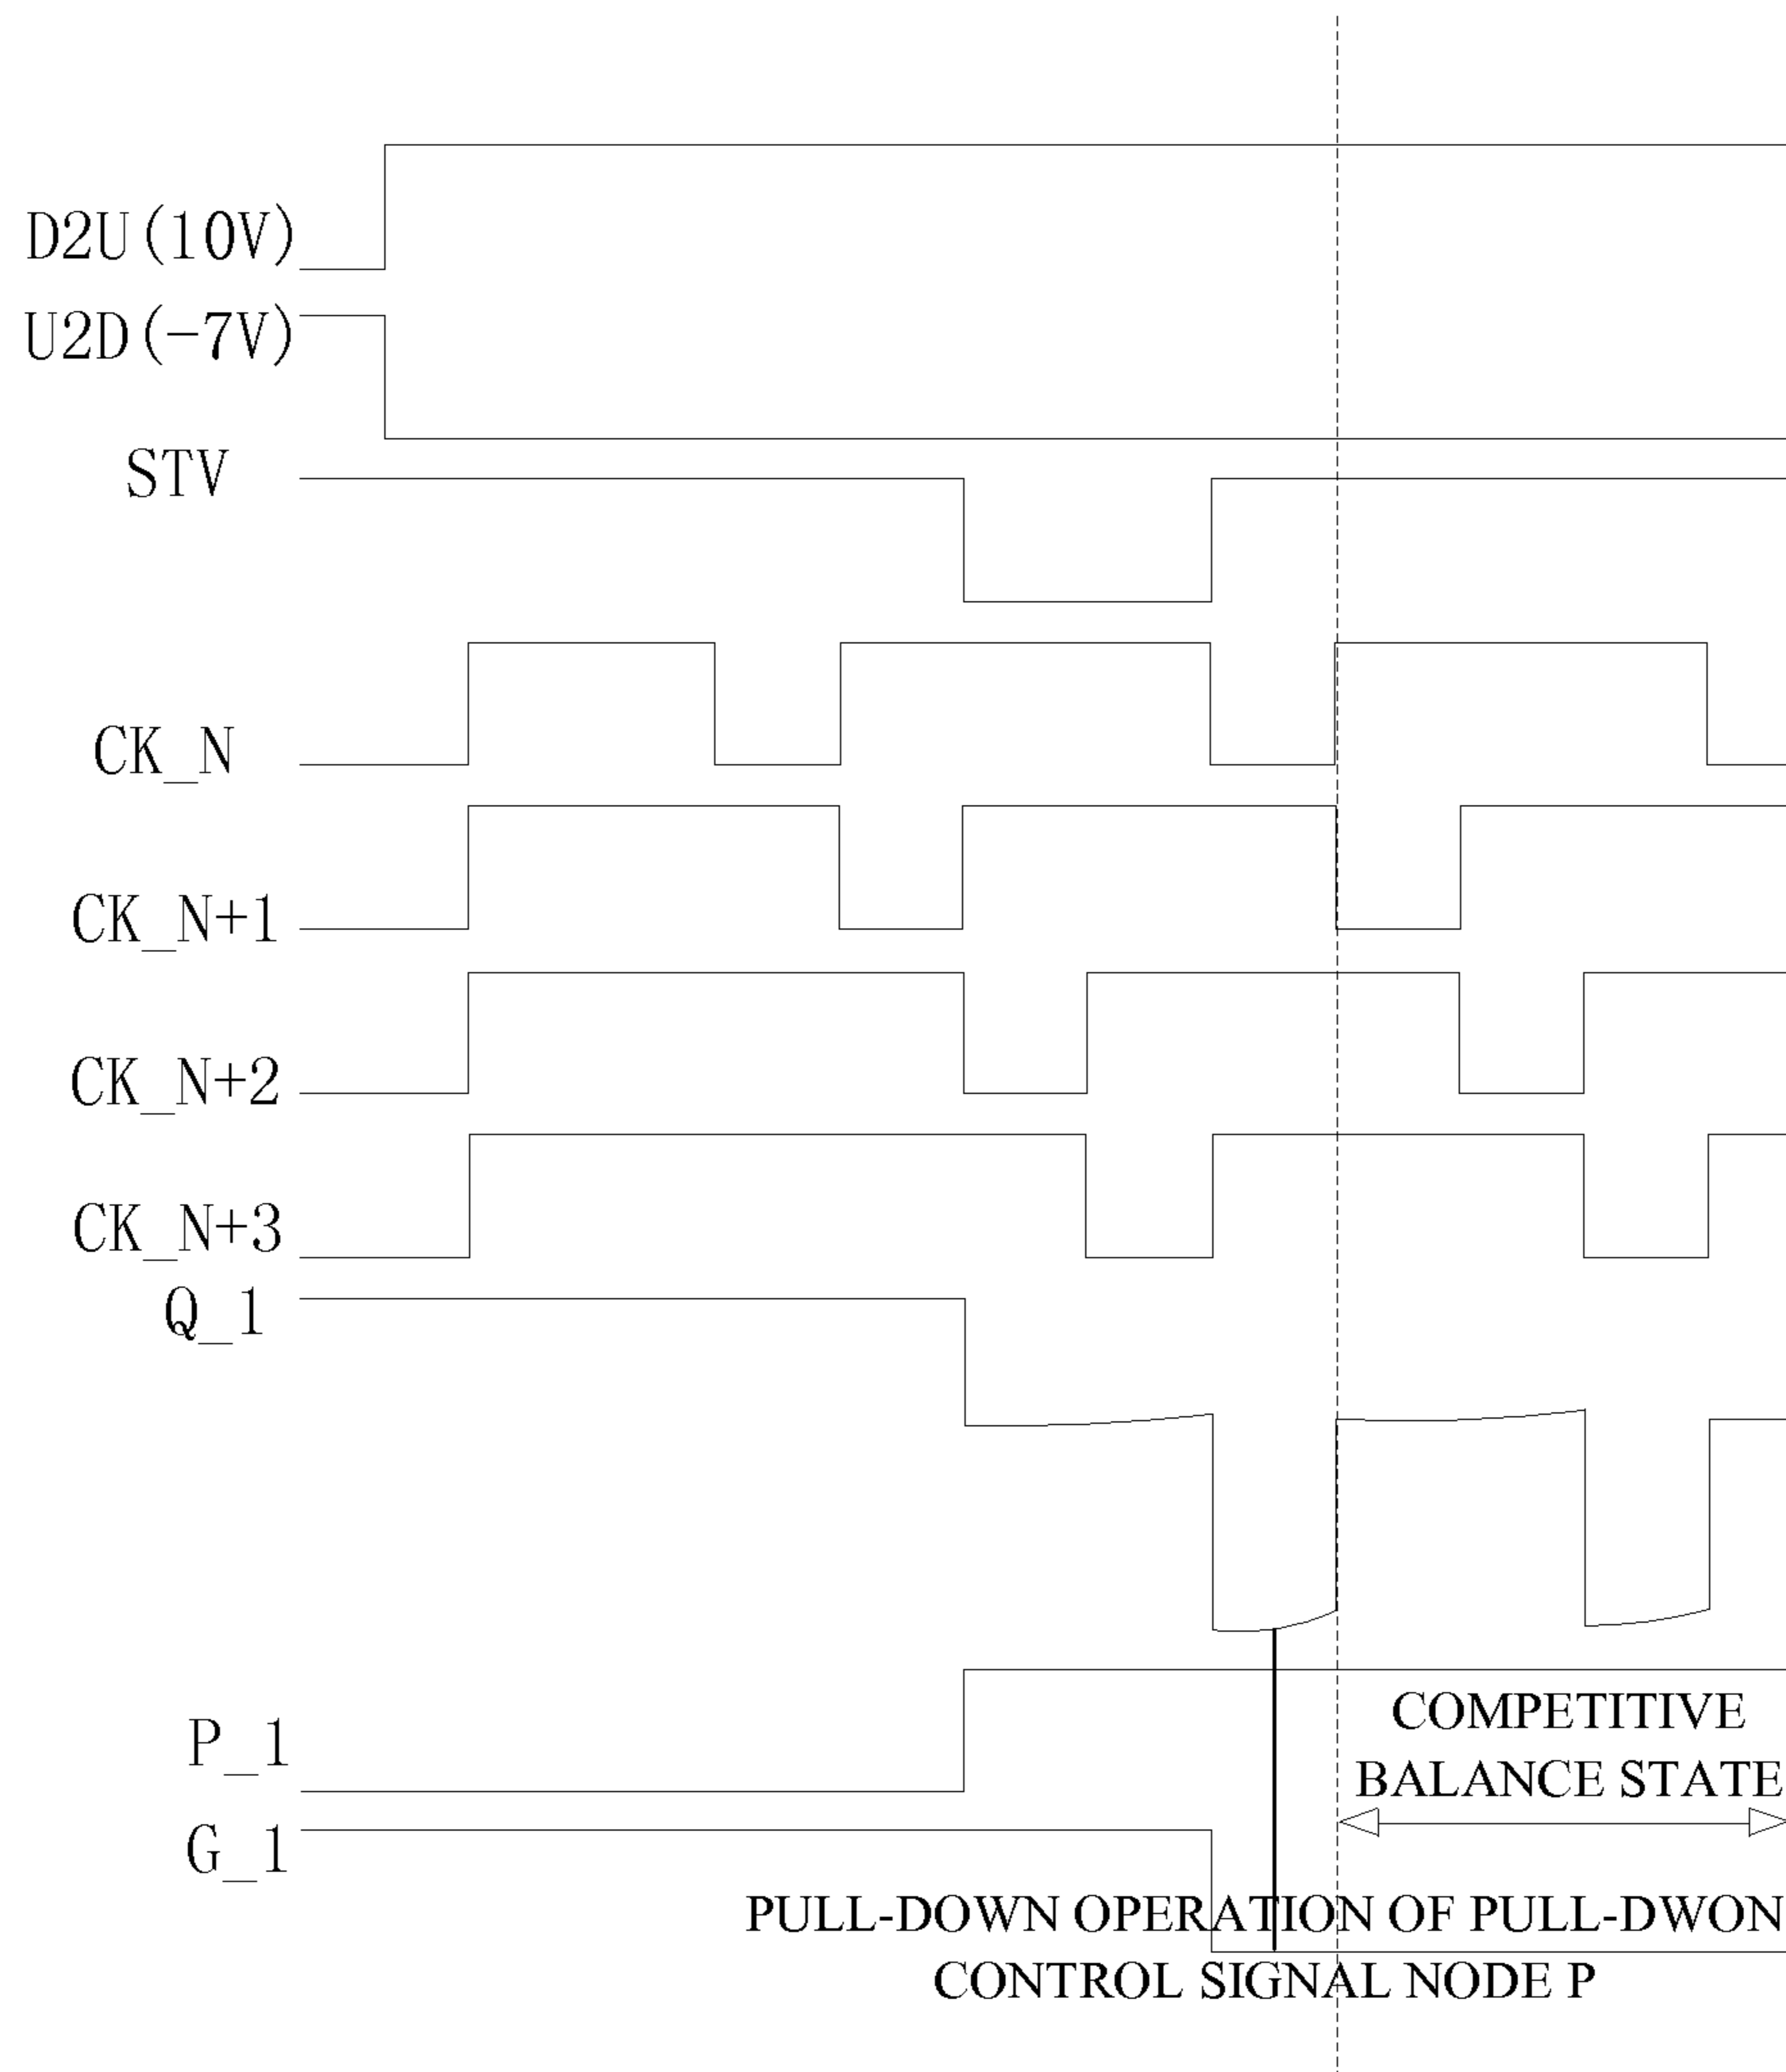 D2U(10V)
U2D(-7V)
STV
CK_N
CK_N+1
CK_N+2
CK_N+3
Q_1
P_1
COMPETITIVE
BALANCE STATE
G_1
PULL-DOWN OPERATION OF PULL-DWON
CONTROL SIGNAL NODE P